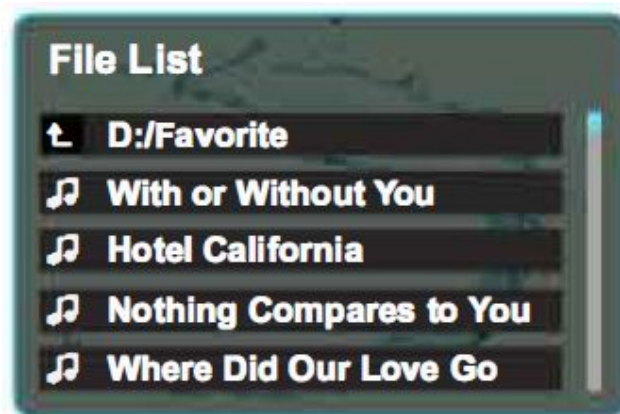 File List
D:/Favorite
With or Without You
Hotel California
Nothing Compares to You
Where Did Our Love Go